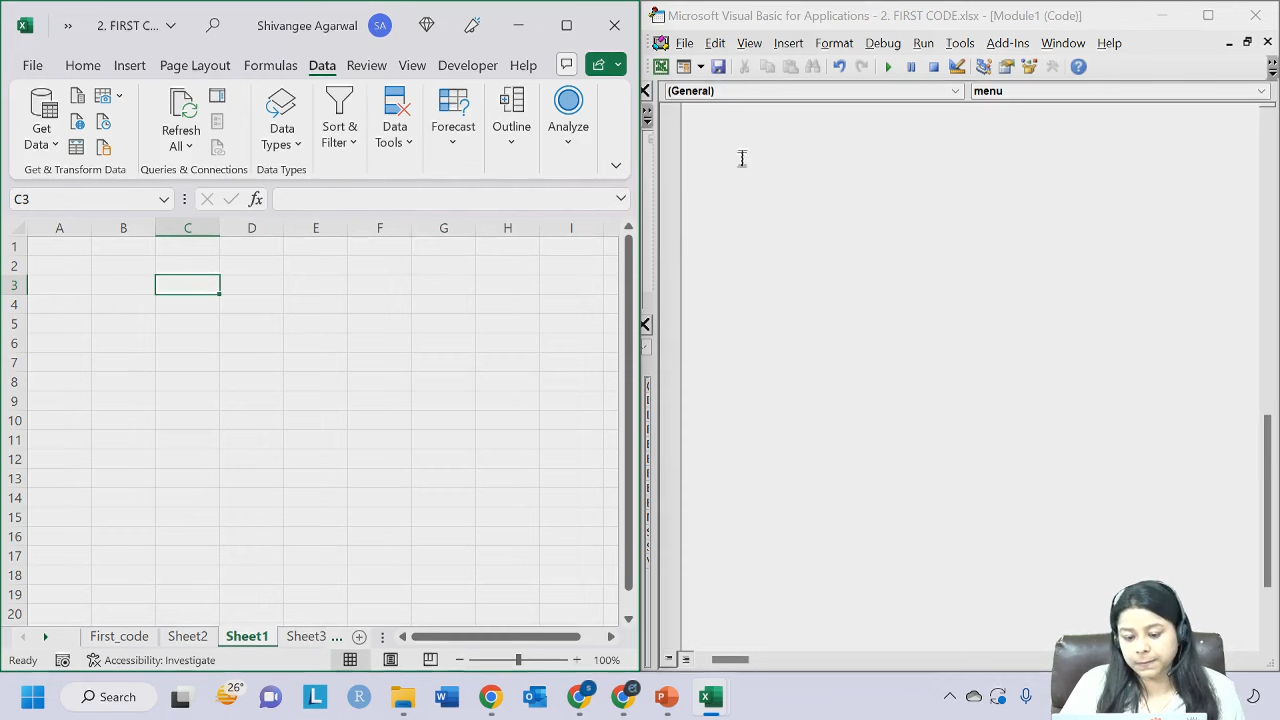 2. FIRST C...
Shivangee Agarwal
SA
File Home Insert Page Layout Formulas Data Review View Developer Help
Get Data
Refresh All
Data Types
Sort & Filter
Data Tools
Forecast
Outline
Analyze
Get & Transform Data
Queries & Connections
Data Types
C3
fx
A B C D E F G H I
1
2
3
4
5
6
7
8
9
10
11
12
13
14
15
16
17
18
19
20
First_code Sheet2 Sheet1 Sheet3 ...
Ready
Accessibility: Investigate
100%
Microsoft Visual Basic for Applications - 2. FIRST CODE.xlsx - [Module1 (Code)]
File Edit View Insert Format Debug Run Tools Add-Ins Window Help
(General)
menu
Search
26°